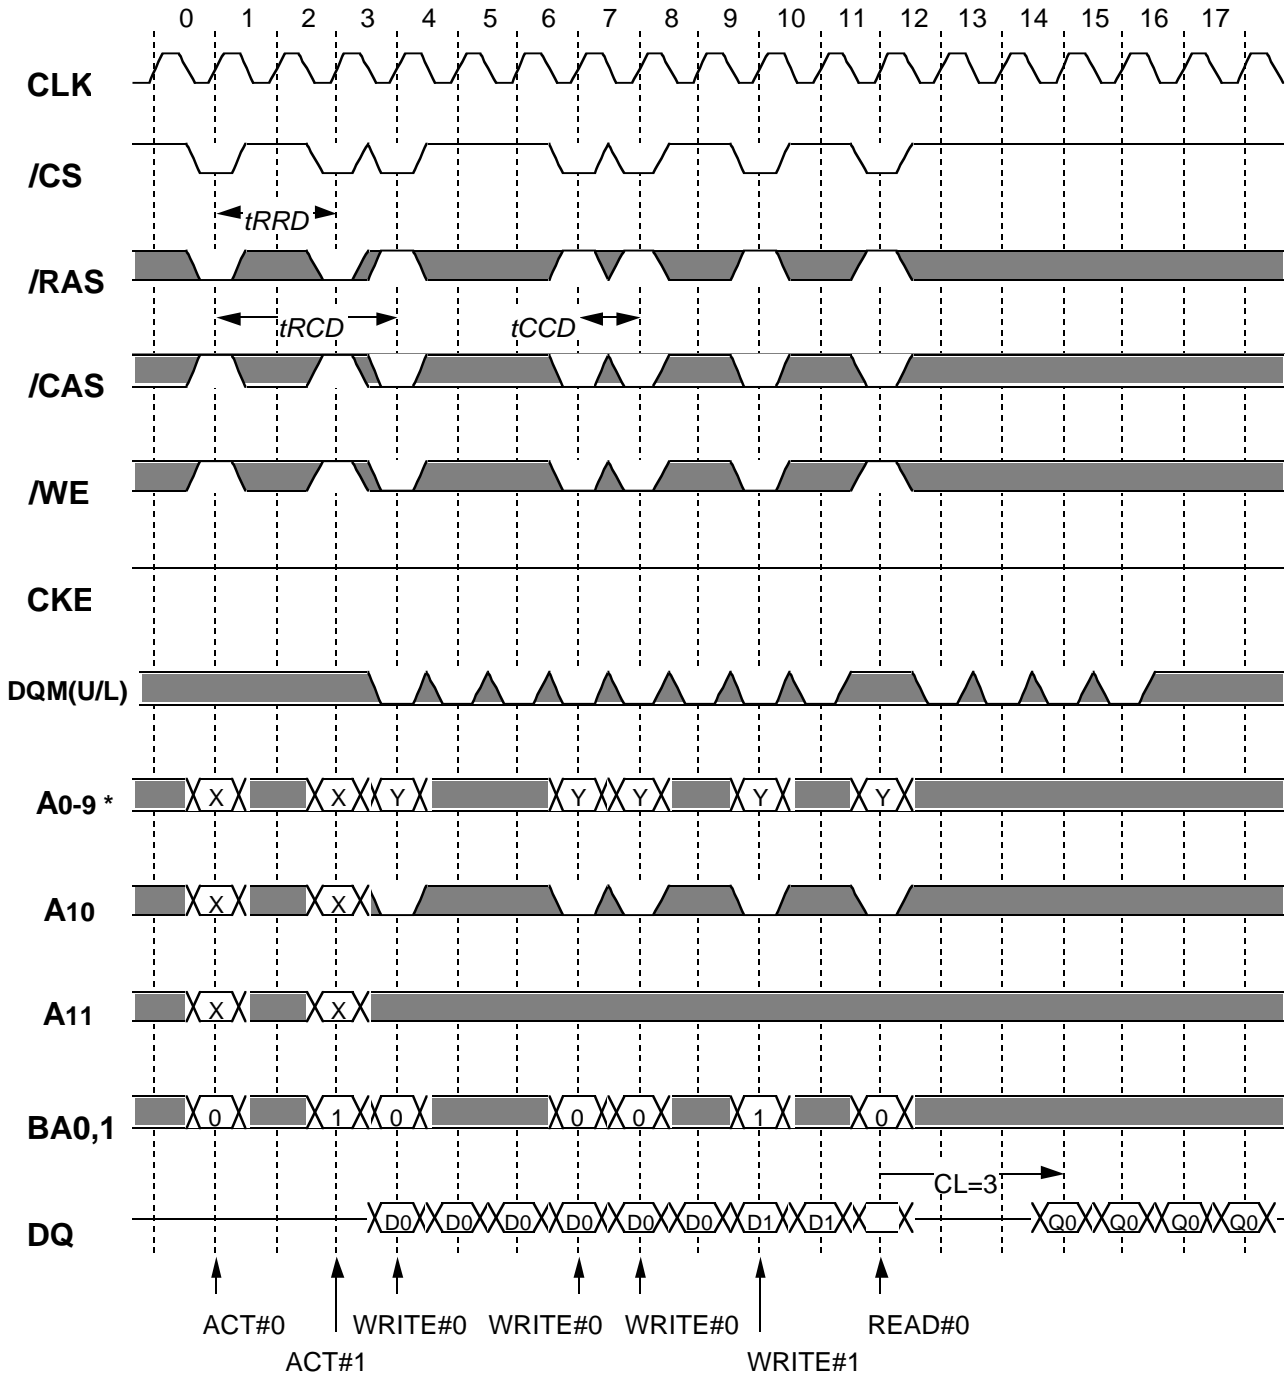 0 1 2 3 4 5 6 7 8 9 10 11 12 13 14 15 16 17
CLK
/CS
tRRD
/RAS
tRCD tCCD
/CAS
/WE
CKE
DQM(U/L)
A0-9 * X X Y Y Y Y Y
A10 X X
A11 X X
BA0,1 0 1 0 0 0 1 0
CL=3
DQ D0 D0 D0 D0 D0 D0 D1 D1 Q0 Q0 Q0 Q0
ACT#0 WRITE#0 WRITE#0 WRITE#0 READ#0
ACT#1 WRITE#1